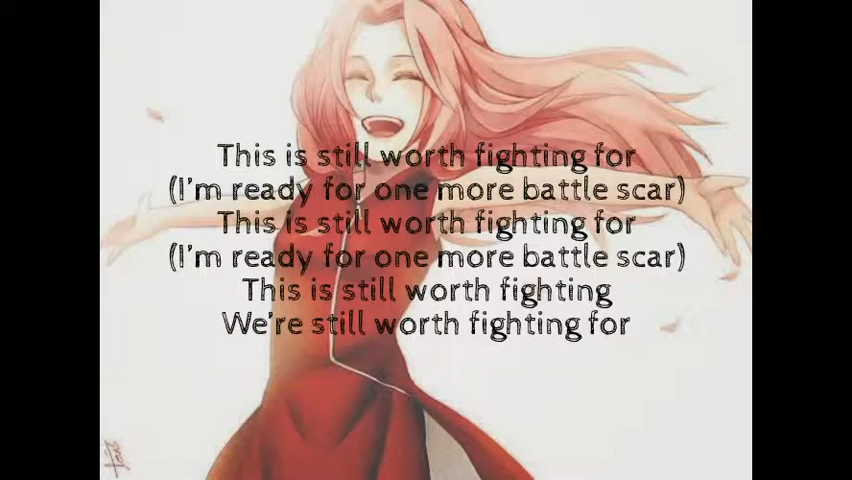 This is still worth fighting for
(I'm ready for one more battle scar)
This is still worth fighting for
(I'm ready for one more battle scar)
This is still worth fighting
We're still worth fighting for